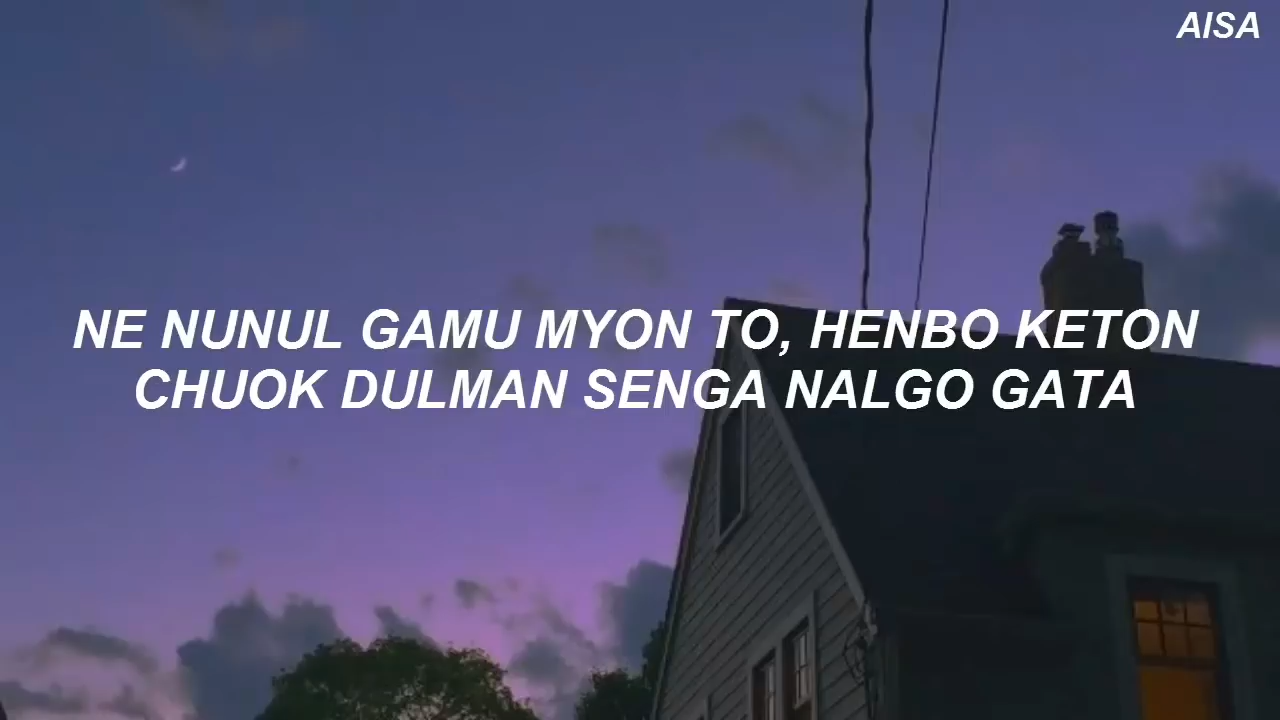 AISA
NE NUNUL GAMU MYON TO, HENBO KETON
CHUOK DULMAN SENGA NALGO GATA